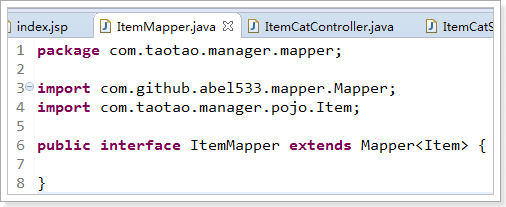 index.jsp ItemMapper.java ItemCatController.java ItemCatS
1 package com.taotao.manager.mapper;
2
3 import com.github.abel533.mapper.Mapper;
4 import com.taotao.manager.pojo.Item;
5
6 public interface ItemMapper extends Mapper<Item> {
7
8 }